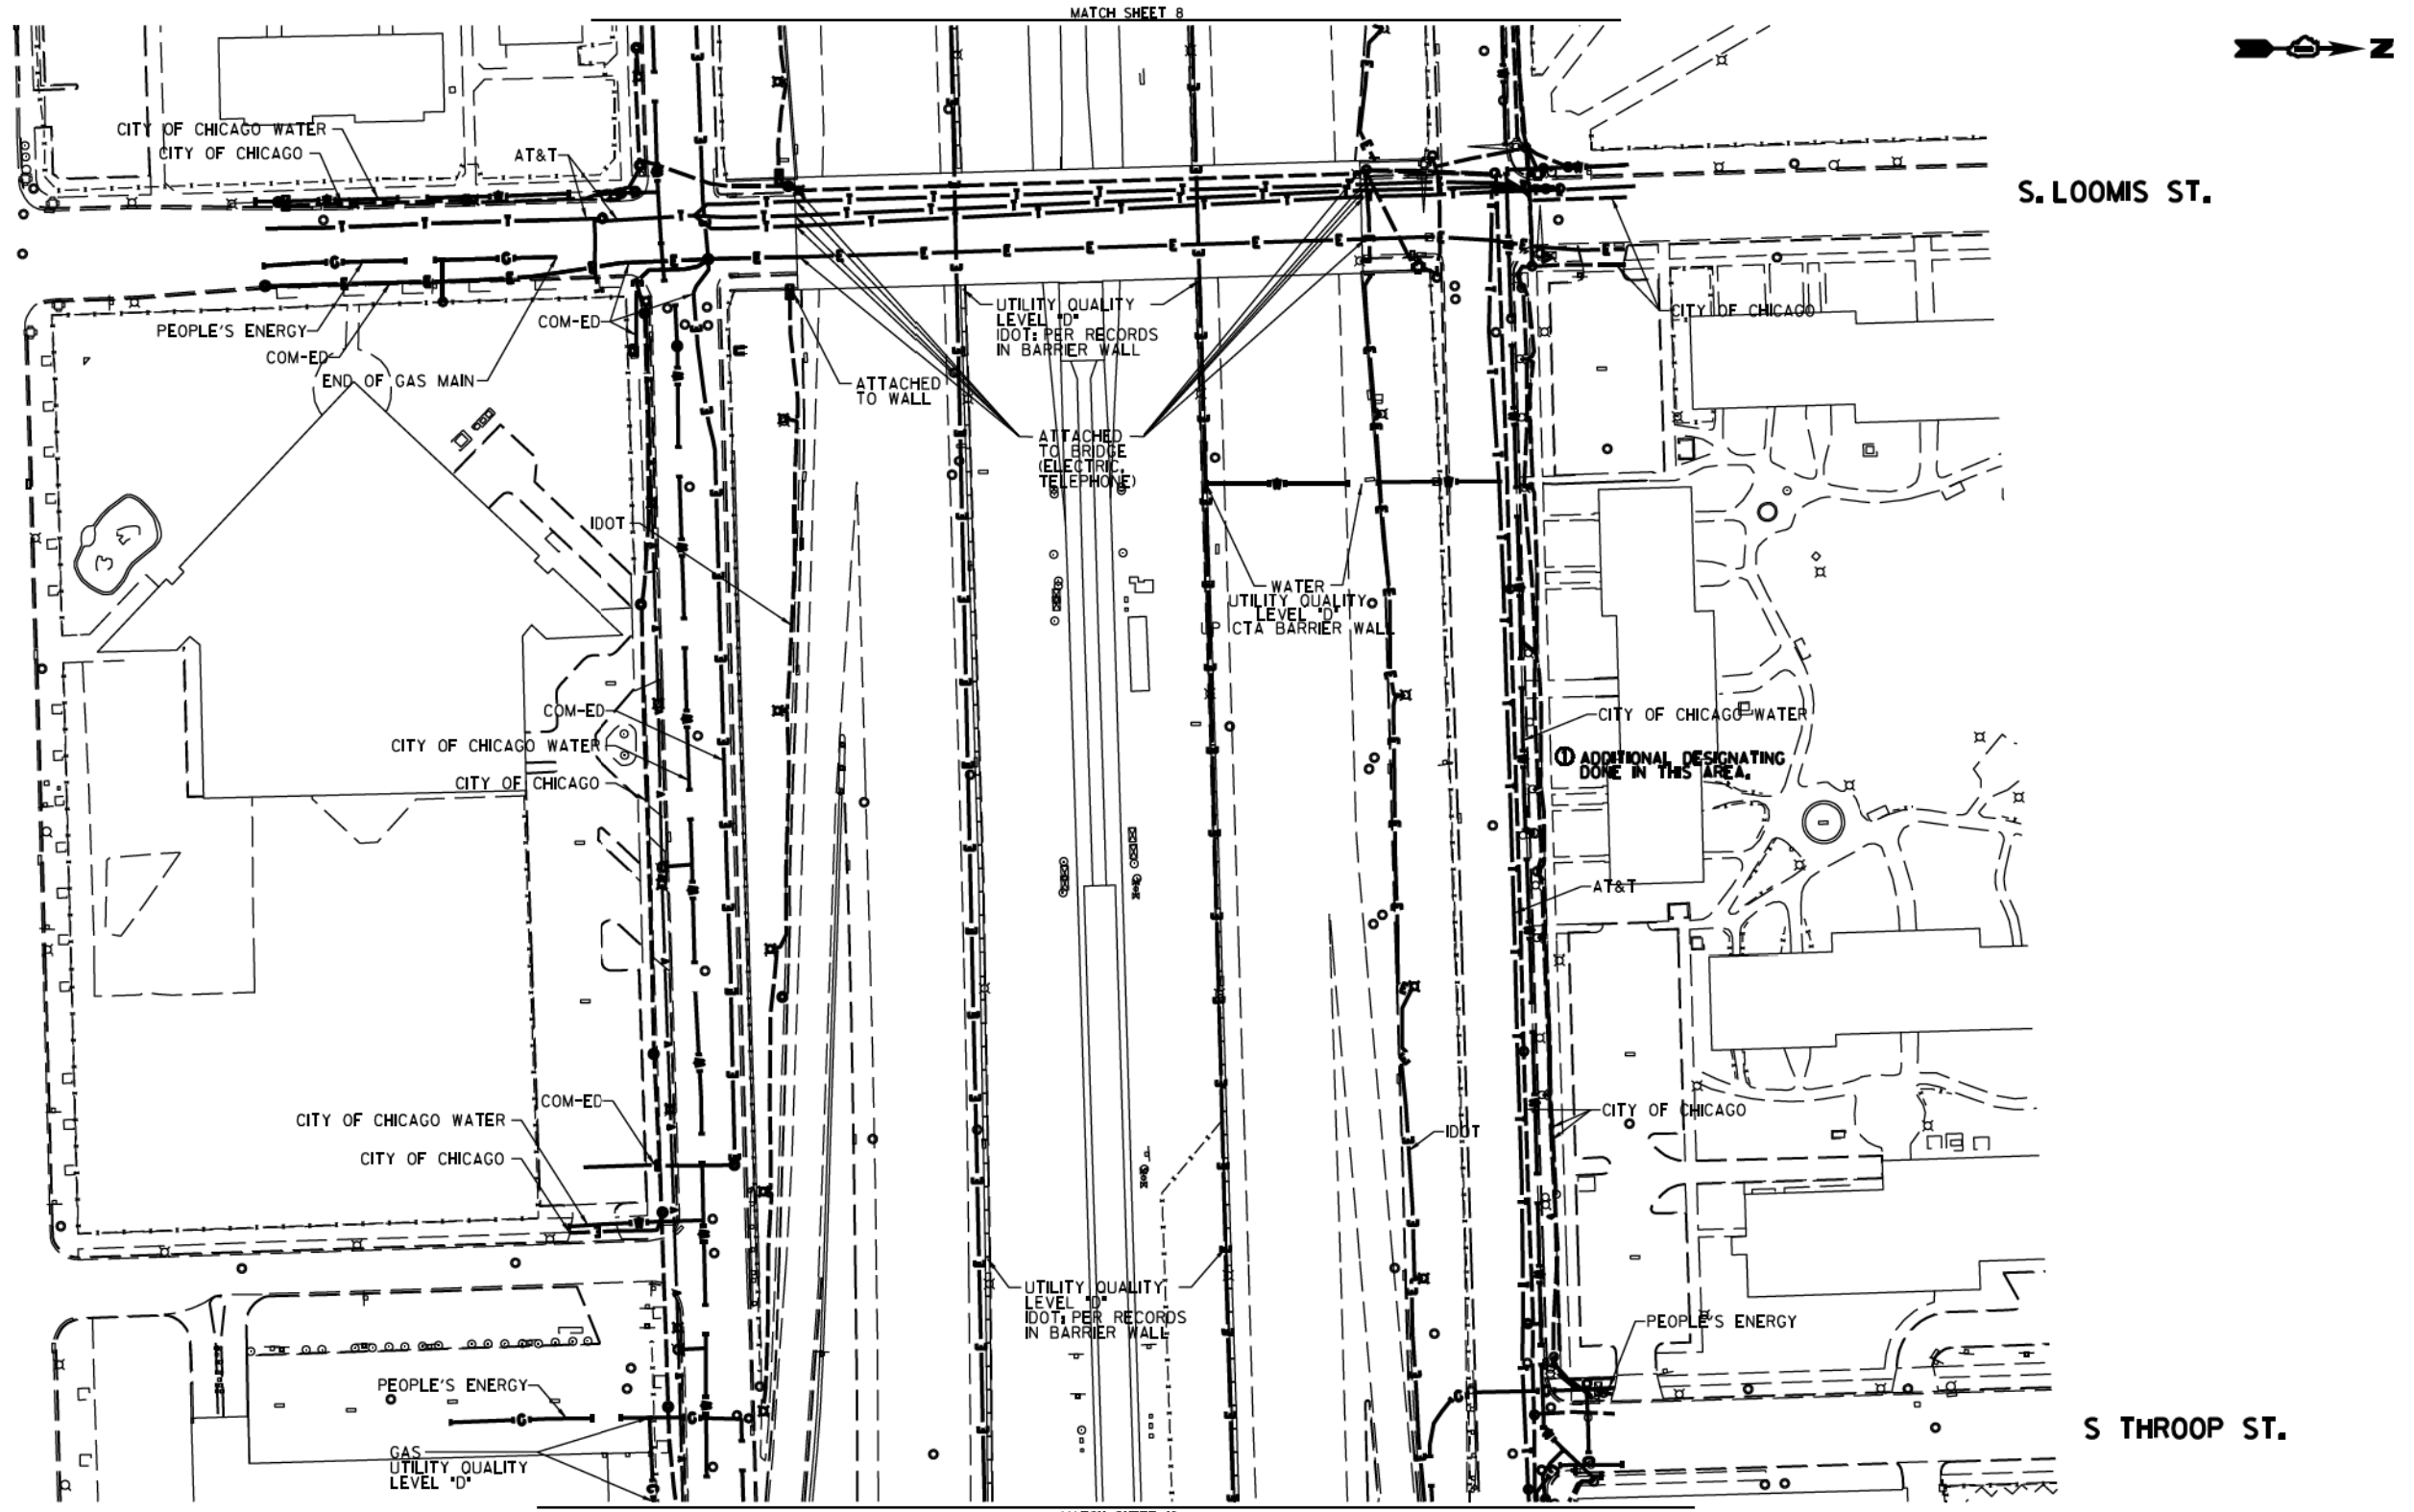 MATCH SHEET 8
N
CITY OF CHICAGO WATER
CITY OF CHICAGO
AT&T
S. LOOMIS ST.
PEOPLE'S ENERGY
COM-ED
END OF GAS MAIN
COM-ED
UTILITY QUALITY
LEVEL "D"
IDOT: PER RECORDS
IN BARRIER WALL
CITY OF CHICAGO
ATTACHED
TO WALL
ATTACHED
TO BRIDGE
(ELECTRIC,
TELEPHONE)
IDOT
WATER
UTILITY QUALITY
LEVEL "D"
UP CTA BARRIER WALL
COM-ED
CITY OF CHICAGO WATER
CITY OF CHICAGO
CITY OF CHICAGO WATER
① ADDITIONAL DESIGNATING
DONE IN THIS AREA.
AT&T
COM-ED
CITY OF CHICAGO WATER
CITY OF CHICAGO
CITY OF CHICAGO
IDOT
UTILITY QUALITY
LEVEL "D"
IDOT: PER RECORDS
IN BARRIER WALL
PEOPLE'S ENERGY
PEOPLE'S ENERGY
GAS
UTILITY QUALITY
LEVEL "D"
S THROOP ST.